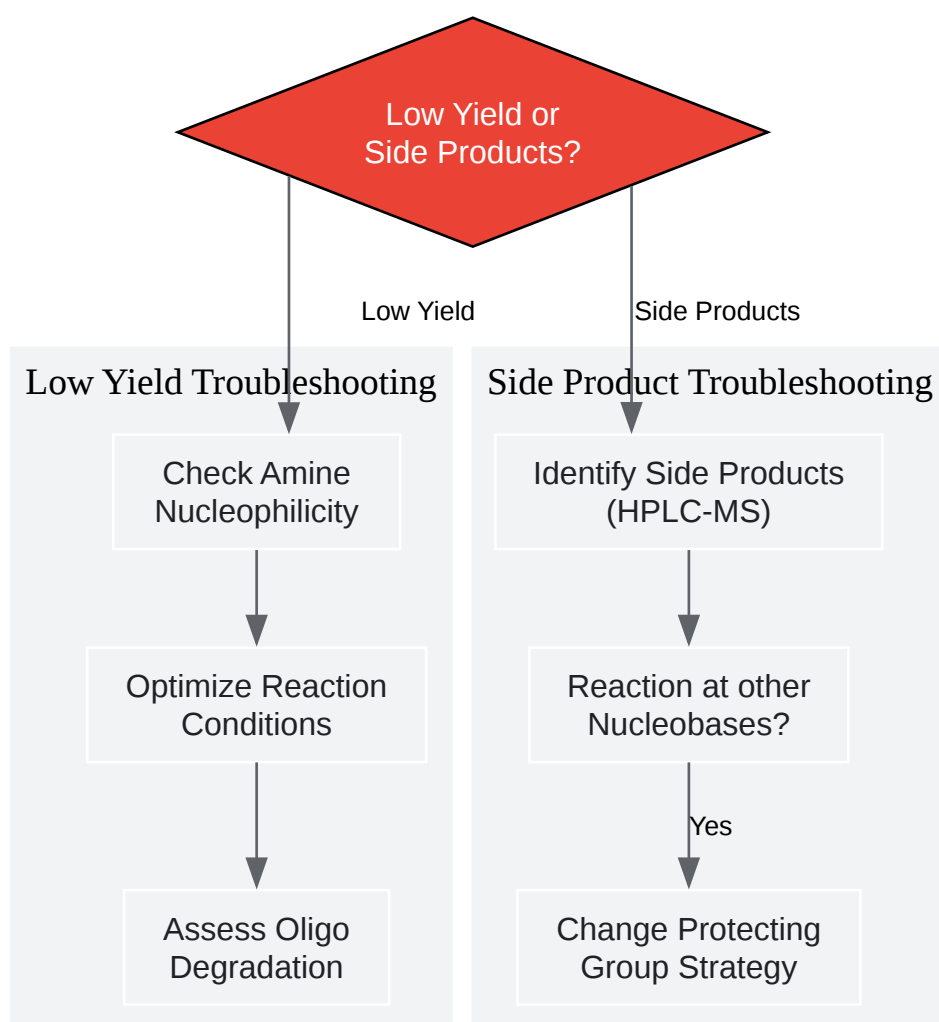 Low Yield or
Side Products?
Low Yield
Side Products
Low Yield Troubleshooting
Check Amine
Nucleophilicity
Optimize Reaction
Conditions
Assess Oligo
Degradation
Side Product Troubleshooting
Identify Side Products
(HPLC-MS)
Reaction at other
Nucleobases?
Yes
Change Protecting
Group Strategy